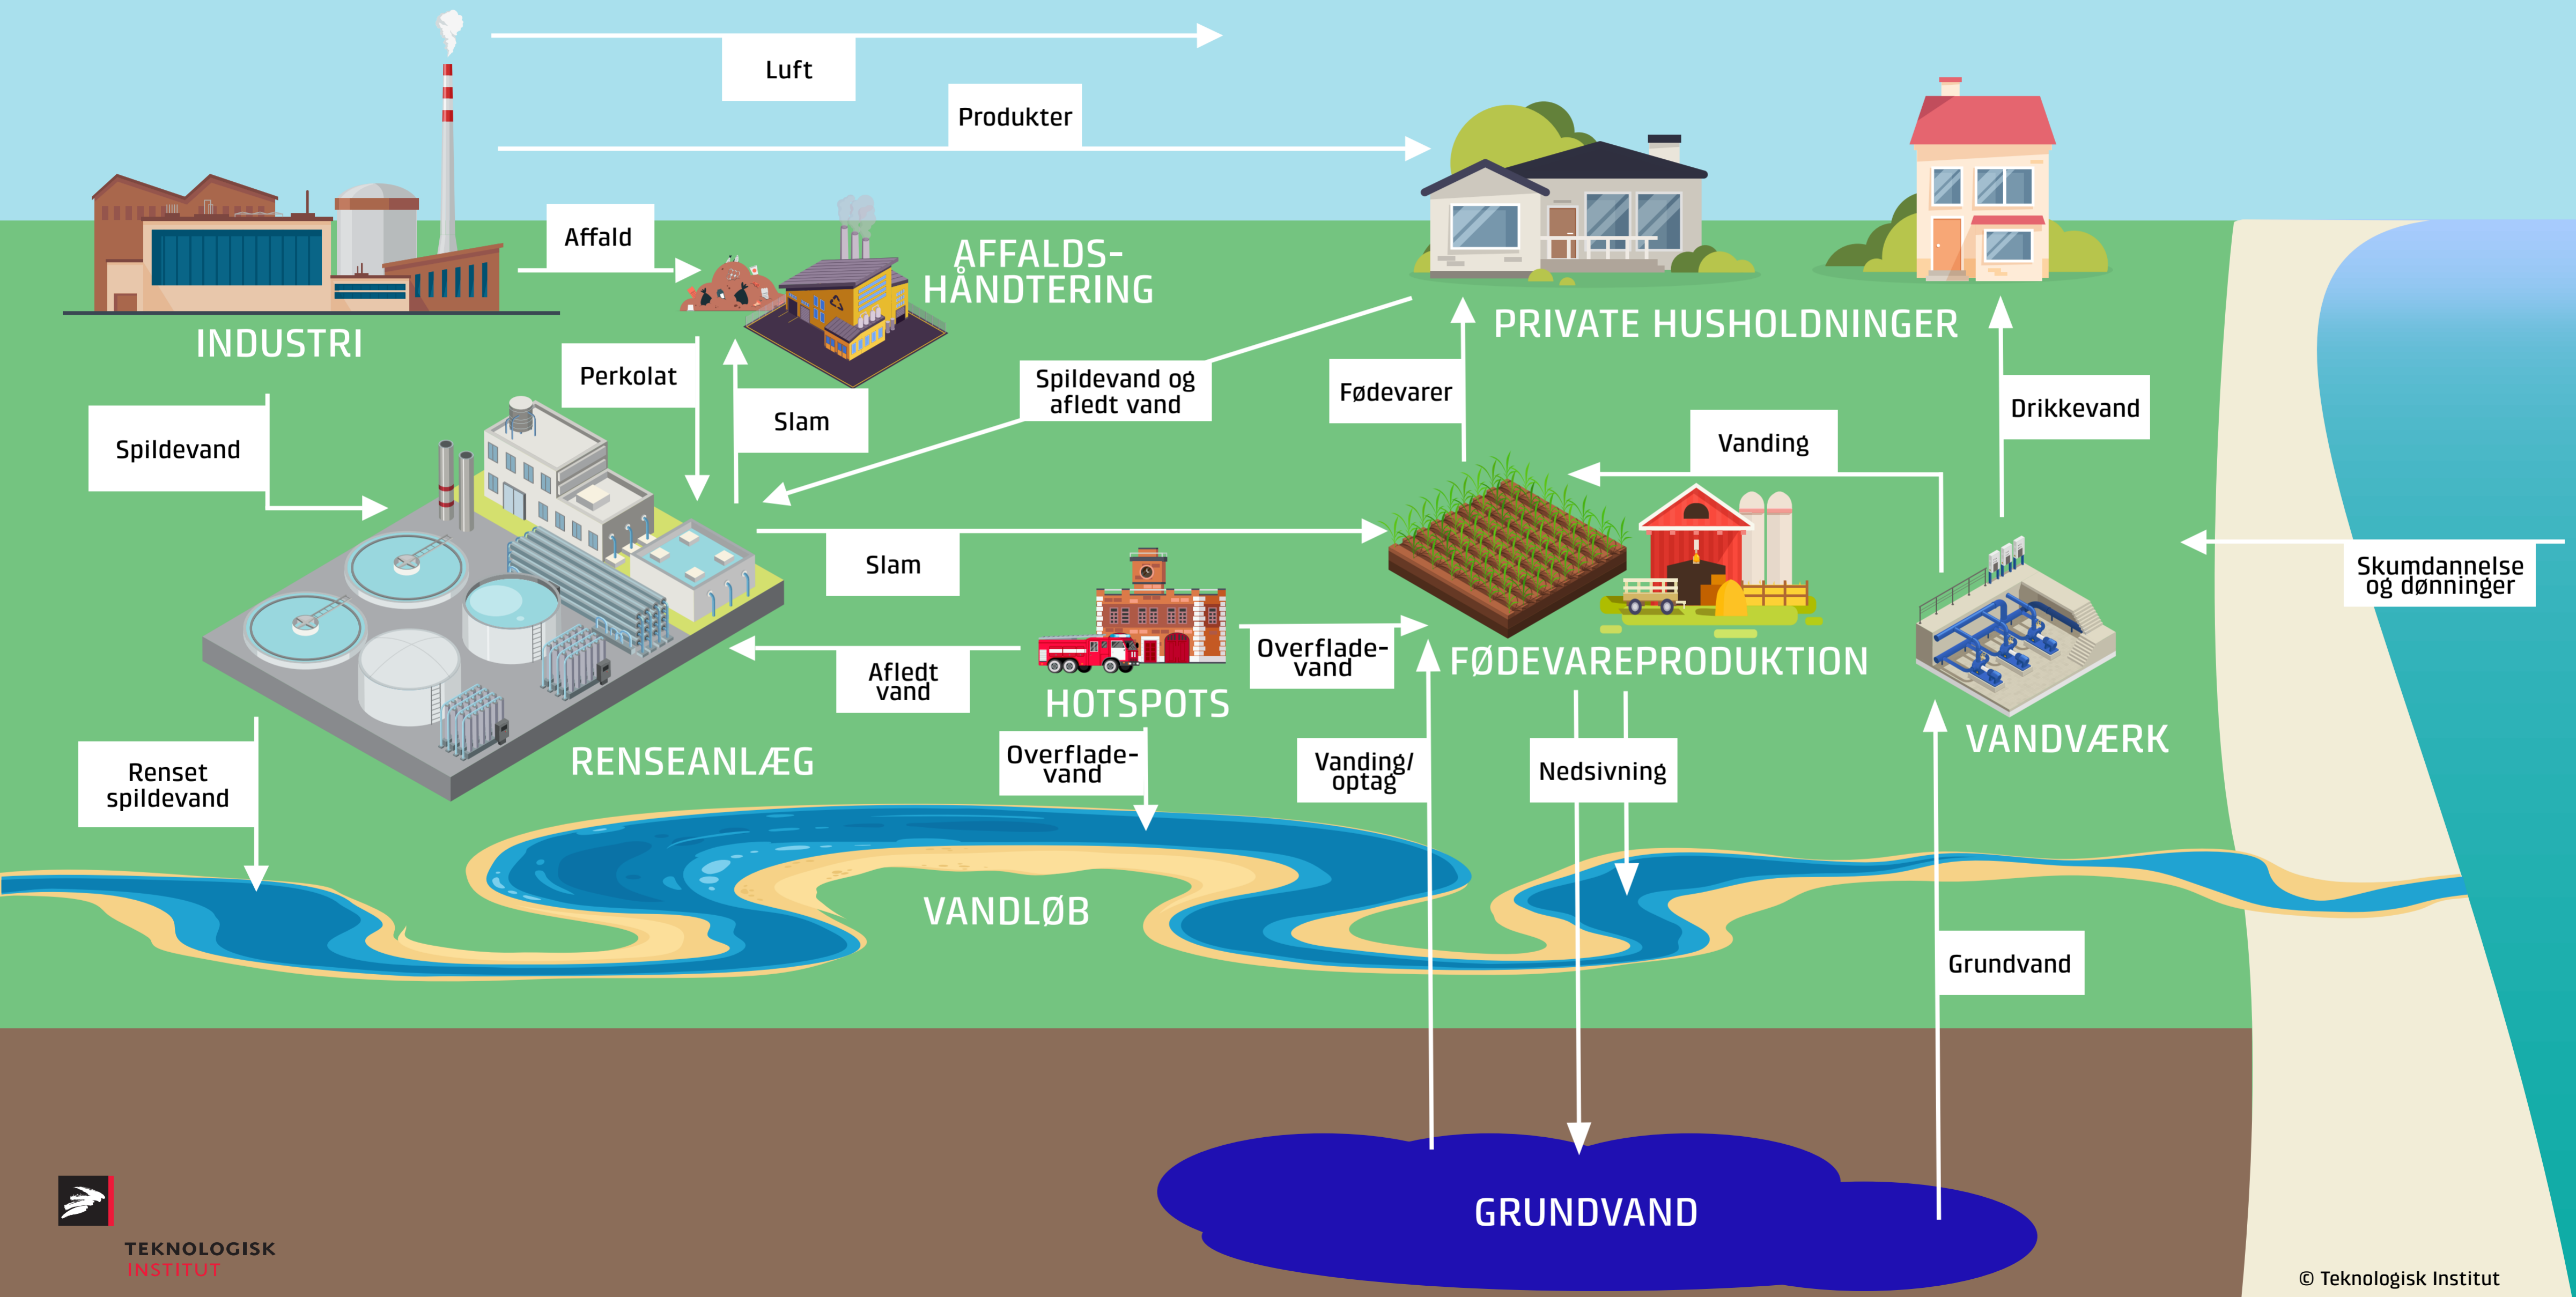 Luft
Produkter
Affald
AFFALDS-
HÅNDTERING
INDUSTRI
PRIVATE HUSHOLDNINGER
Perkolat
Slam
Spildevand og
afledt vand
Fødevarer
Drikkevand
Spildevand
Vanding
Slam
Skumdannelse
og dønninger
Overflade-
vand
FØDEVAREPRODUKTION
Afledt
vand
HOTSPOTS
VANDVÆRK
RENSEANLÆG
Overflade-
vand
Vanding/
optag
Nedsivning
Renset
spildevand
VANDLØB
Grundvand
GRUNDVAND
TEKNOLOGISK
INSTITUT
© Teknologisk Institut